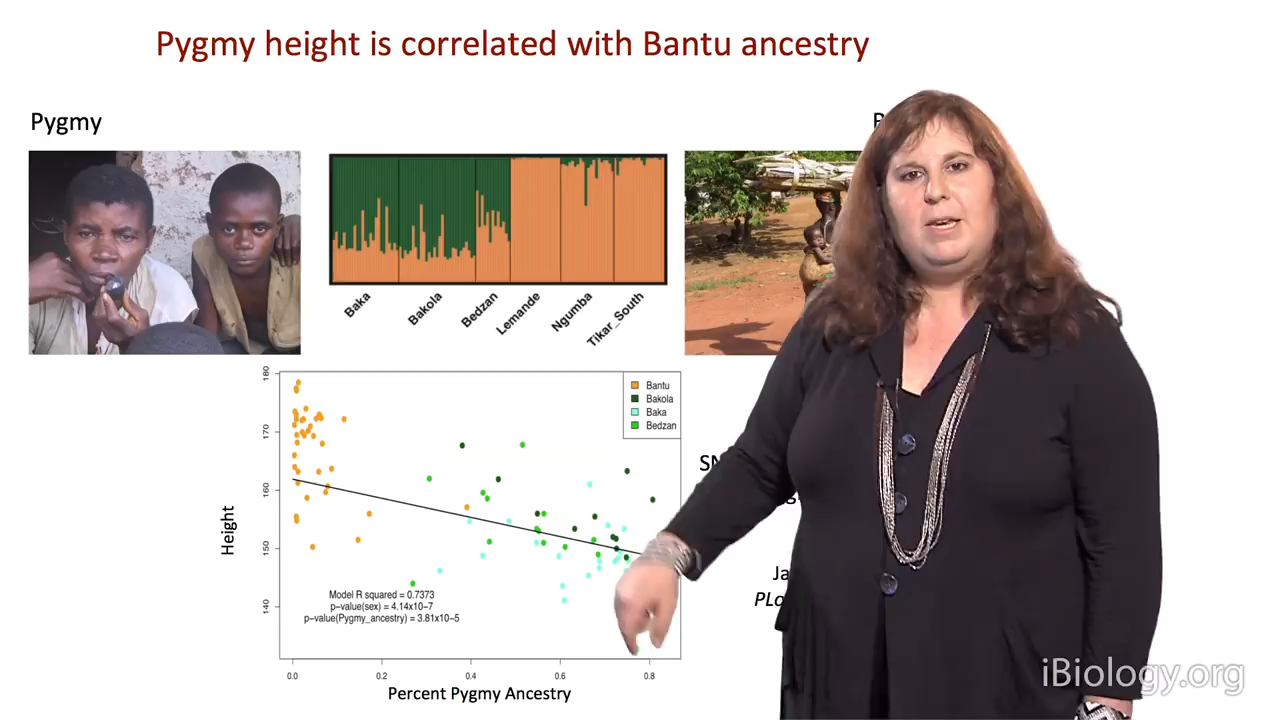 Pygmy height is correlated with Bantu ancestry
Pygmy
Baka
Bakola
Bedzan
Lemande
Ngumba
Tikar_South
180
170
160
150
140
Height
Bantu
Bakola
Baka
Bedzan
Model R squared = 0.7373
p-value(sex) = 4.14x10-7
p-value(Pygmy_ancestry) = 3.81x10-5
0.0
0.2
0.4
0.6
0.8
Percent Pygmy Ancestry
iBiology.org